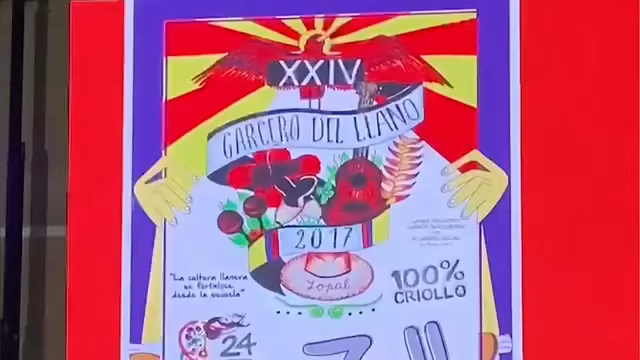 XXIV
GARCERO DEL LLANO
2017
Yopal
"La cultura llanera
se fortalece
desde la escuela"
100%
CRIOLLO
24